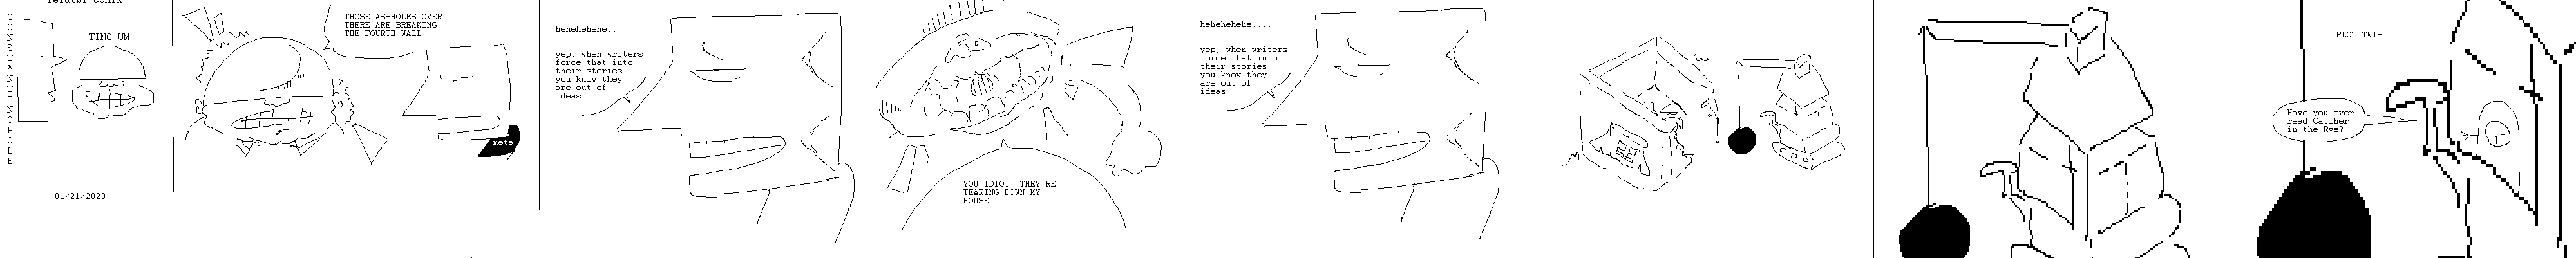 CONSTANTINOPOLE
TING UM
01/21/2020
THOSE ASSHOLES OVER
THERE ARE BREAKING
THE FOURTH WALL!
meta
hehehehehe....
yep, when writers
force that into
their stories
you know they
are out of
ideas
YOU IDIOT, THEY'RE
TEARING DOWN MY
HOUSE
hehehehehe....
yep, when writers
force that into
their stories
you know they
are out of
ideas
PLOT TWIST
Have you ever
read Catcher
in the Rye?